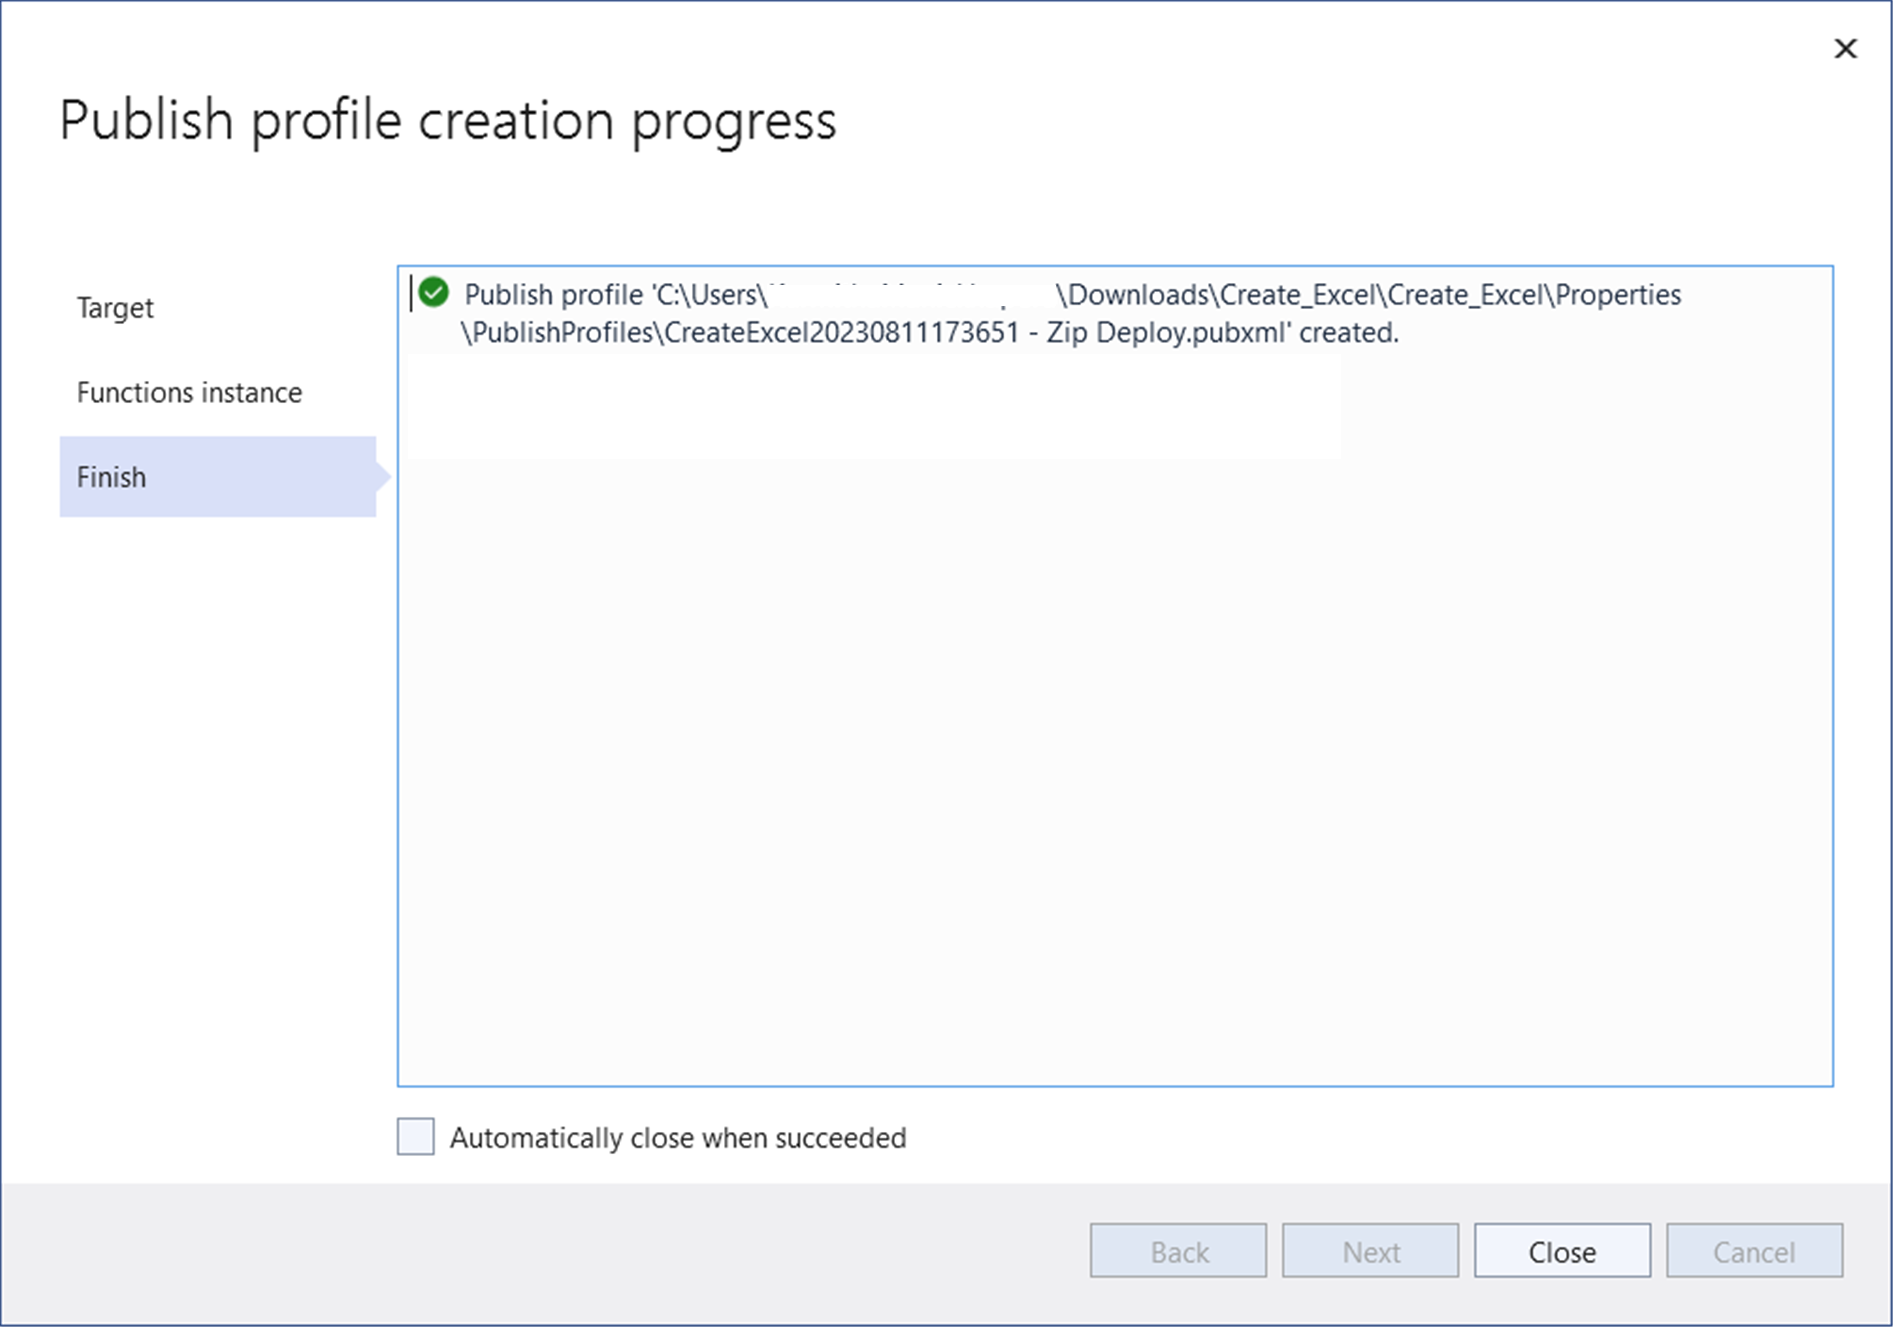 Publish profile creation progress
Target
Functions instance
Finish
Publish profile 'C:\Users\ \Downloads\Create_Excel\Create_Excel\Properties
\PublishProfiles\CreateExcel20230811173651 - Zip Deploy.pubxml' created.
Automatically close when succeeded
Back
Next
Close
Cancel